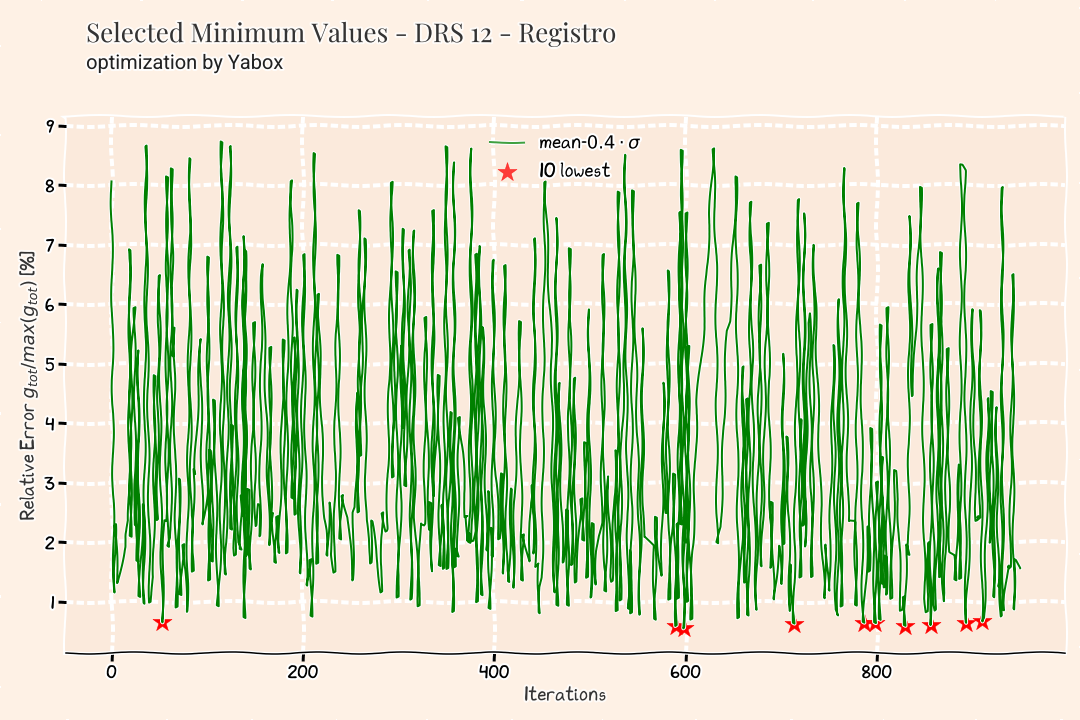 Selected Minimum Values - DRS 12 - Registro
optimization by Yabox
mean-0.4 · σ
10 lowest
Relative Error g_tot/max(g_tot) [%]
9
8
7
6
5
4
3
2
1
0 200 400 600 800
Iterations